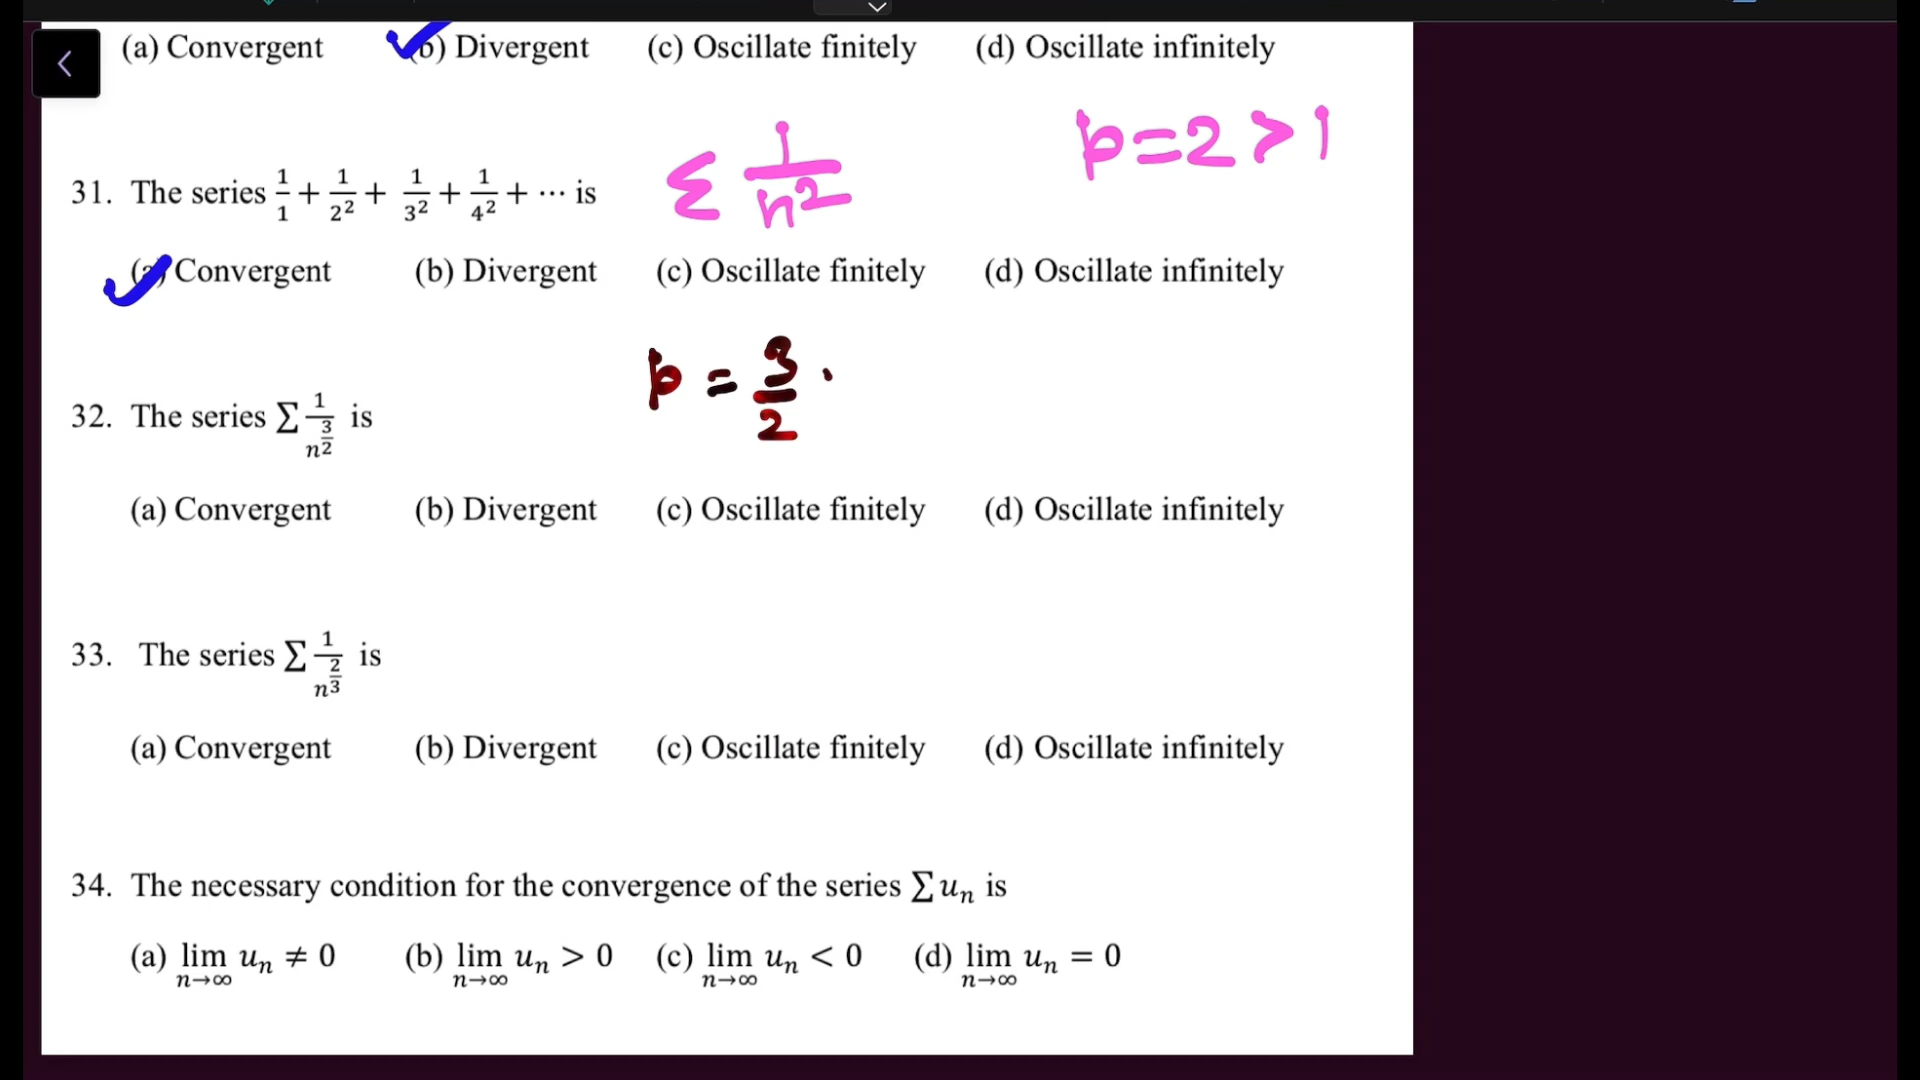 (a) Convergent (b) Divergent (c) Oscillate finitely (d) Oscillate infinitely
p=2>1
31. The series 1/1 + 1/2² + 1/3² + 1/4² + ⋯ is Σ 1/n²
(a) Convergent (b) Divergent (c) Oscillate finitely (d) Oscillate infinitely
p = 3/2 .
32. The series ∑ 1/n^(3/2) is
(a) Convergent (b) Divergent (c) Oscillate finitely (d) Oscillate infinitely
33. The series ∑ 1/n^(2/3) is
(a) Convergent (b) Divergent (c) Oscillate finitely (d) Oscillate infinitely
34. The necessary condition for the convergence of the series ∑uₙ is
(a) lim n→∞ uₙ ≠ 0 (b) lim n→∞ uₙ > 0 (c) lim n→∞ uₙ < 0 (d) lim n→∞ uₙ = 0